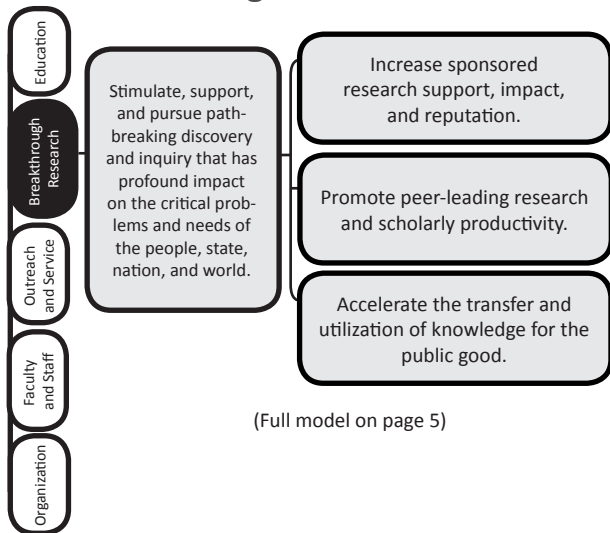 Education
Breakthrough
Research
Outreach
and Service
Faculty
and Staff
Organization
Stimulate, support,
and pursue path-
breaking discovery
and inquiry that has
profound impact
on the critical prob-
lems and needs of
the people, state,
nation, and world.
Increase sponsored
research support, impact,
and reputation.
Promote peer-leading research
and scholarly productivity.
Accelerate the transfer and
utilization of knowledge for the
public good.
(Full model on page 5)